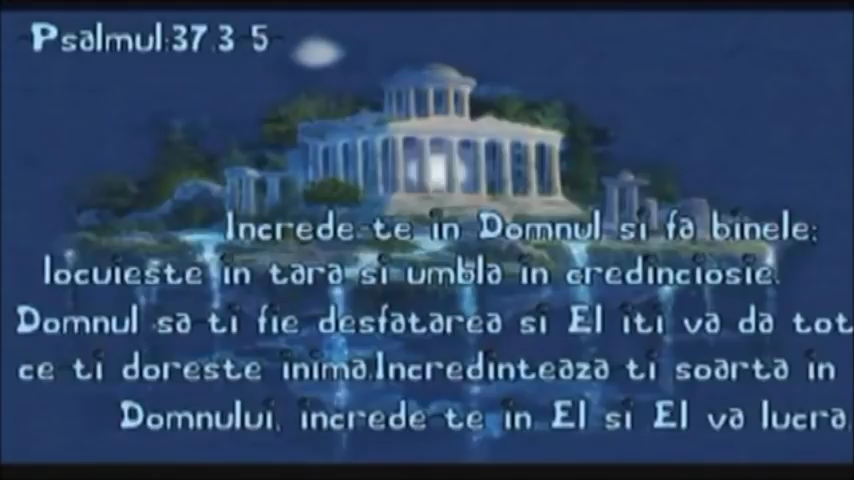 Psalmul:37.3-5
Increde-te in Domnul si fa binele;
locuieste in tara si umbla in credinciosie.
Domnul sa-ti fie desfatarea si El iti va da tot
ce-ti doreste inima.Incredinteaza-ti soarta in
Domnului, increde-te in El si El va lucra,